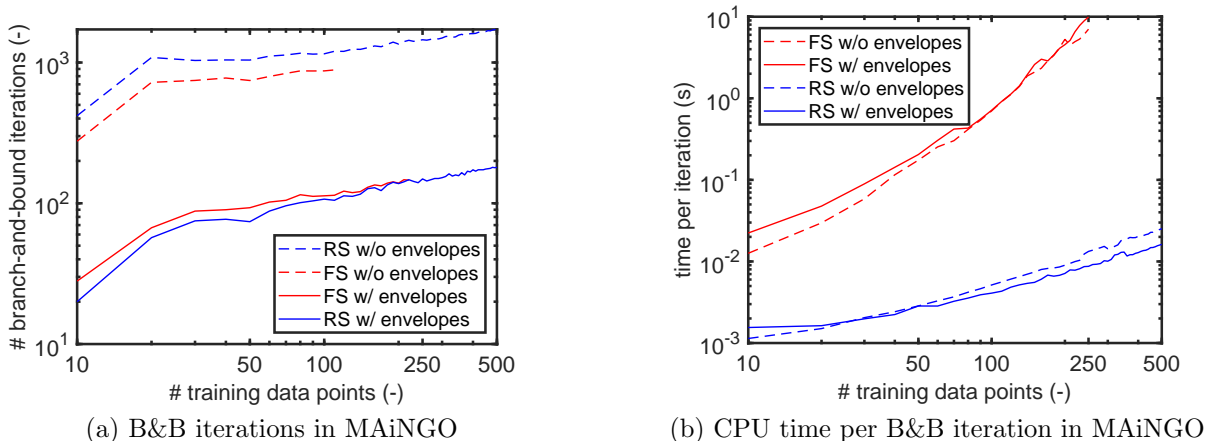 # branch-and-bound iterations (-)
10^3
10^2
10^1
RS w/o envelopes
FS w/o envelopes
FS w/ envelopes
RS w/ envelopes
10 50 100 250 500
# training data points (-)
(a) B&B iterations in MAiNGO
time per iteration (s)
10^1
10^0
10^-1
10^-2
10^-3
FS w/o envelopes
FS w/ envelopes
RS w/o envelopes
RS w/ envelopes
10 50 100 250 500
# training data points (-)
(b) CPU time per B&B iteration in MAiNGO